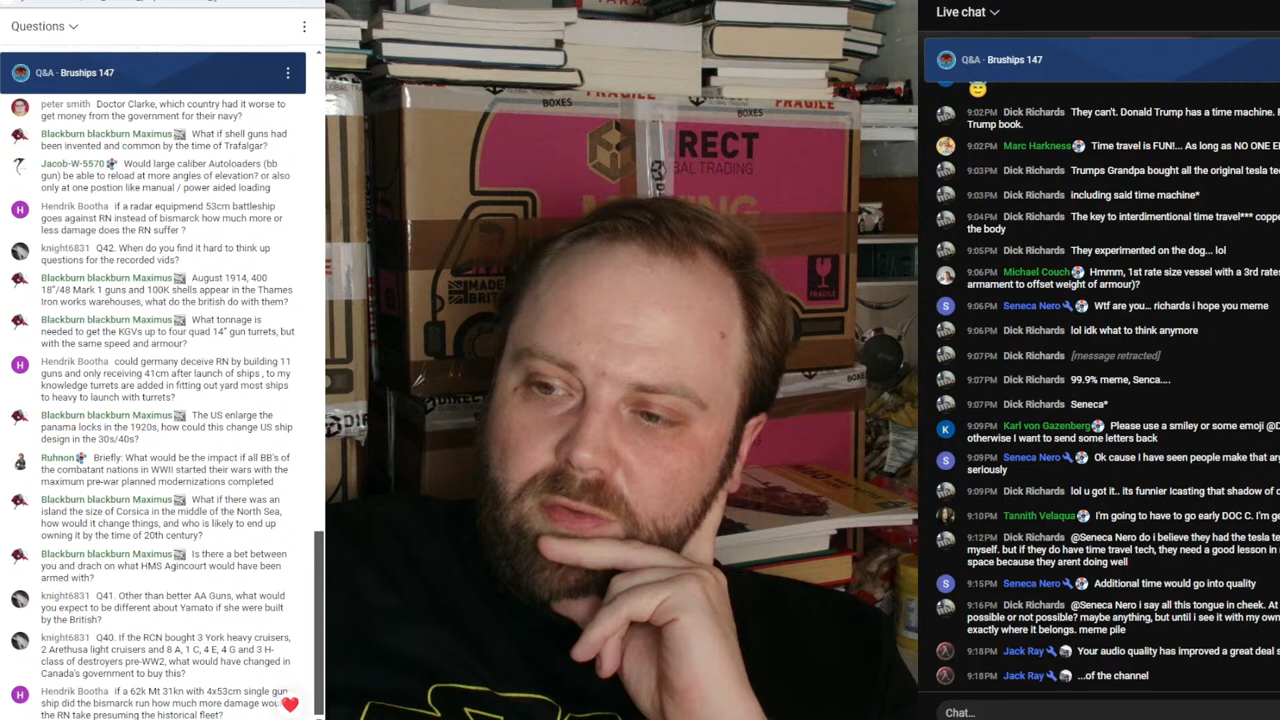 Questions
Q&A · Bruships 147
peter smith Doctor Clarke, which country had it worse to
get money from the government for their navy?
Blackburn blackburn Maximus What if shell guns had
been invented and common by the time of Trafalgar?
Jacob-W-5570 Would large caliber Autoloaders (bb
gun) be able to reload at more angles of elevation? or also
only at one postion like manual / power aided loading
Hendrik Bootha if a radar equipmend 53cm battleship
goes against RN instead of bismarck how much more or
less damage does the RN suffer ?
knight6831 Q42. When do you find it hard to think up
questions for the recorded vids?
Blackburn blackburn Maximus August 1914, 400
18"/48 Mark 1 guns and 100K shells appear in the Thames
Iron works warehouses, what do the british do with them?
Blackburn blackburn Maximus What tonnage is
needed to get the KGVs up to four quad 14" gun turrets, but
with the same speed and armour?
Hendrik Bootha could germany deceive RN by building 11
guns and only receiving 41cm after launch of ships , to my
knowledge turrets are added in fitting out yard most ships
to heavy to launch with turrets?
Blackburn blackburn Maximus The US enlarge the
panama locks in the 1920s, how could this change US ship
design in the 30s/40s?
Ruhnon Briefly: What would be the impact if all BB's of
the combatant nations in WWII started their wars with the
maximum pre-war planned modernizations completed
Blackburn blackburn Maximus What if there was an
island the size of Corsica in the middle of the North Sea,
how would it change things, and who is likely to end up
owning it by the time of 20th century?
Blackburn blackburn Maximus Is there a bet between
you and drach on what HMS Agincourt would have been
armed with?
knight6831 Q41. Other than better AA Guns, what would
you expect to be different about Yamato if she were built
by the British?
knight6831 Q40. If the RCN bought 3 York heavy cruisers,
2 Arethusa light cruisers and 8 A, 1 C, 4 E, 4 G and 3 H-
class of destroyers pre-WW2, what would have changed in
Canada's government to buy this?
Hendrik Bootha if a 62k Mt 31kn with 4x53cm single gun
ship did the bismarck run how much more damage wou
the RN take presuming the historical fleet?
BOXES
FRAGILE
BOXES
FRAGILE
RECT
BAL TRADING
MADE
BRIT
FRAGILE
DIRECT
BOXE
Live chat
Q&A · Bruships 147
9:02PM Dick Richards They can't. Donald Trump has a time machine.
Trump book.
9:02PM Marc Harkness Time travel is FUN!... As long as NO ONE E
9:03PM Dick Richards Trumps Grandpa bought all the original tesla te
9:03PM Dick Richards including said time machine*
9:04PM Dick Richards The key to interdimentional time travel*** copp
the body
9:05PM Dick Richards They experimented on the dog... lol
9:06PM Michael Couch Hmmm, 1st rate size vessel with a 3rd rate
armament to offset weight of armour)?
9:06PM Seneca Nero Wtf are you... richards i hope you meme
9:06PM Dick Richards lol idk what to think anymore
9:07PM Dick Richards [message retracted]
9:07PM Dick Richards 99.9% meme, Senca....
9:07PM Dick Richards Seneca*
9:09PM Karl von Gazenberg Please use a smiley or some emoji @D
otherwise I want to send some letters back
9:09PM Seneca Nero Ok cause I have seen people make that arg
seriously
9:09PM Dick Richards lol u got it.. its funnier lcasting that shadow of d
9:10PM Tannith Velaqua I'm going to have to go early DOC C. I'm ge
9:12PM Dick Richards @Seneca Nero do i believe they had the tesla te
myself. but if they do have time travel tech, they need a good lesson in
space because they arent doing well
9:15PM Seneca Nero Additional time would go into quality
9:16PM Dick Richards @Seneca Nero i say all this tongue in cheek. At
possible or not possible? maybe anything, but until i see it with my own
exactly where it belongs. meme pile
9:18PM Jack Ray Your audio quality has improved a great deal s
9:18PM Jack Ray ...of the channel
Chat...